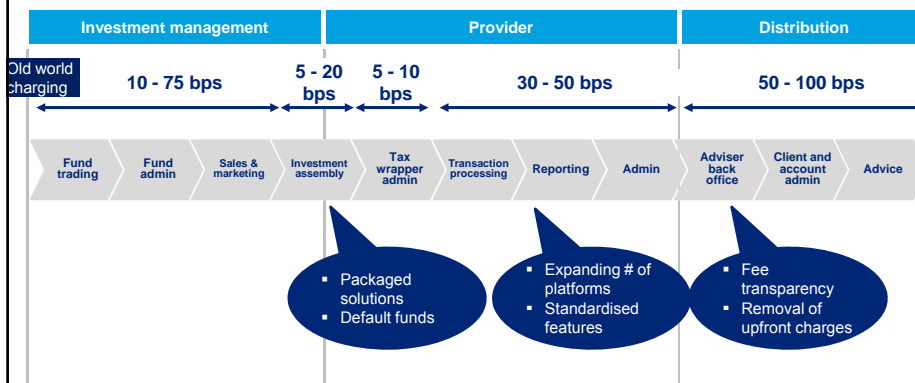 Investment management
Provider
Distribution
Old world
charging
10 - 75 bps
5 - 20
bps
5 - 10
bps
30 - 50 bps
50 - 100 bps
Fund
trading
Fund
admin
Sales &
marketing
Investment
assembly
Tax
wrapper
admin
Transaction
processing
Reporting
Admin
Adviser
back
office
Client and
account
admin
Advice
▪ Packaged
solutions
▪ Default funds
▪ Expanding # of
platforms
▪ Standardised
features
▪ Fee
transparency
▪ Removal of
upfront charges